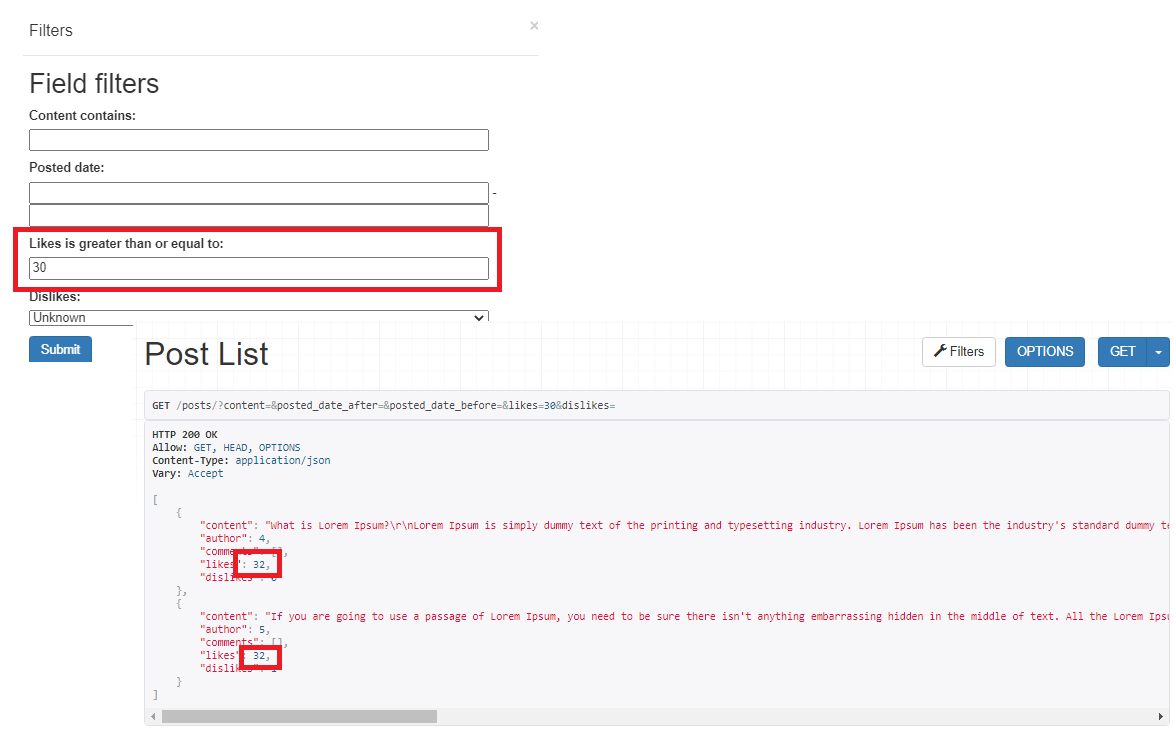 Filters ×
Field filters
Content contains:
Posted date:
-
Likes is greater than or equal to:
30
Dislikes:
Unknown
Submit
Post List
Filters OPTIONS GET
GET /posts/?content=&posted_date_after=&posted_date_before=&likes=30&dislikes=
HTTP 200 OK
Allow: GET, HEAD, OPTIONS
Content-Type: application/json
Vary: Accept
[
{
"content": "What is Lorem Ipsum?\r\nLorem Ipsum is simply dummy text of the printing and typesetting industry. Lorem Ipsum has been the industry's standard dummy te
"author": 4,
"comments": [],
"likes": 32,
"dislikes": 0
},
{
"content": "If you are going to use a passage of Lorem Ipsum, you need to be sure there isn't anything embarrassing hidden in the middle of text. All the Lorem Ipsu
"author": 5,
"comments": [],
"likes": 32,
"dislikes": 1
}
]